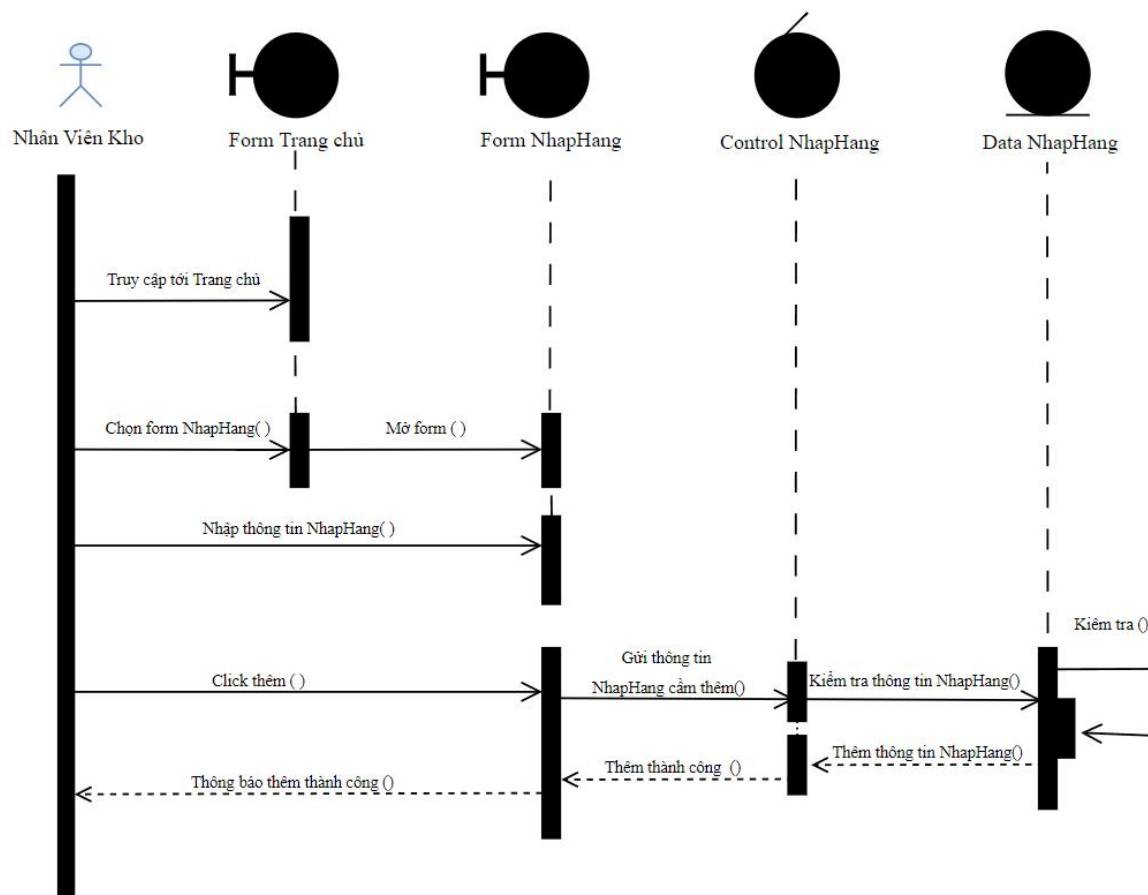 Nhân Viên Kho
Form Trang chủ
Form NhapHang
Control NhapHang
Data NhapHang
Truy cập tới Trang chủ
Chọn form NhapHang( )
Mở form ( )
Nhập thông tin NhapHang( )
Kiêm tra ()
Click thêm ( )
Gửi thông tin
NhapHang cầm thêm()
Kiểm tra thông tin NhapHang()
Thêm thông tin NhapHang()
Thêm thành công ()
Thông báo thêm thành công ()